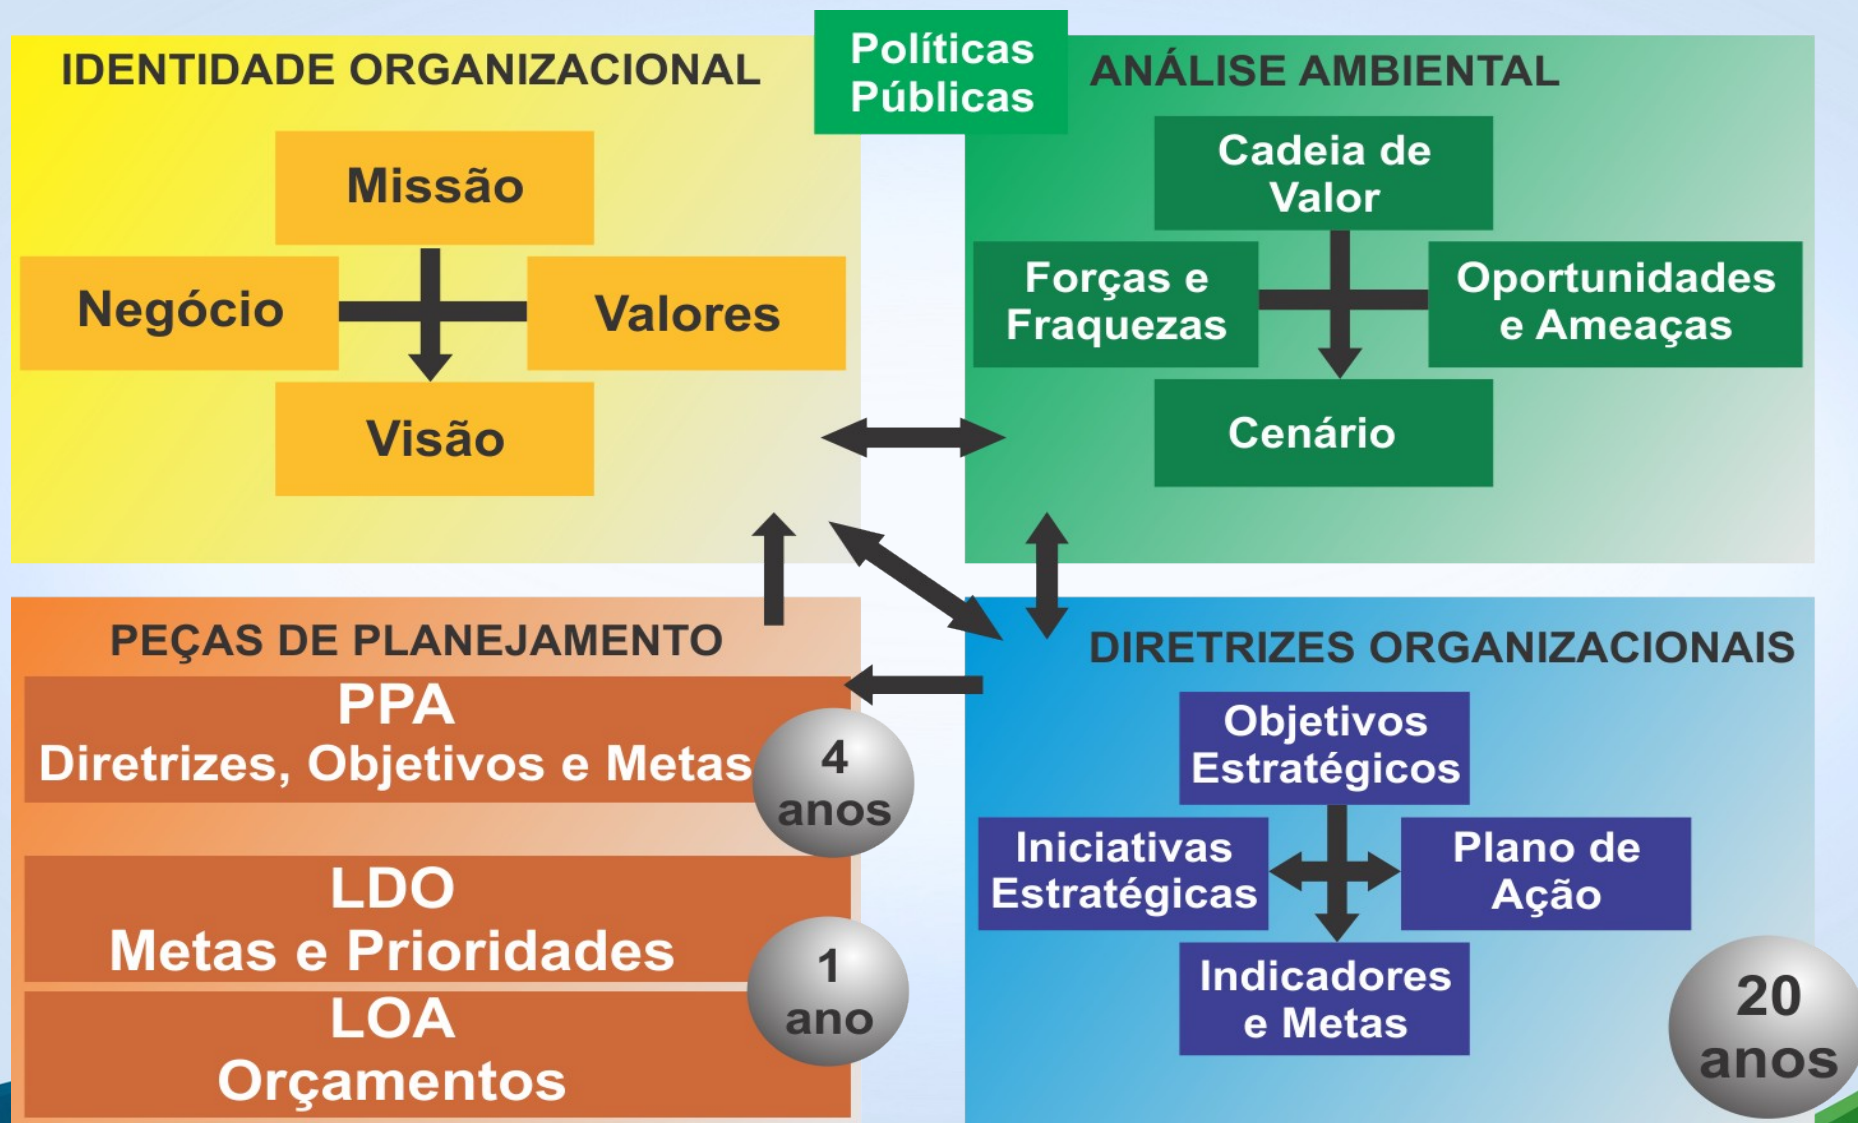 IDENTIDADE ORGANIZACIONAL
Missão
Negócio
Valores
Visão
Políticas
Públicas
ANÁLISE AMBIENTAL
Cadeia de
Valor
Forças e
Fraquezas
Oportunidades
e Ameaças
Cenário
PEÇAS DE PLANEJAMENTO
PPA
Diretrizes, Objetivos e Metas
4
anos
LDO
Metas e Prioridades
1
ano
LOA
Orçamentos
DIRETRIZES ORGANIZACIONAIS
Objetivos
Estratégicos
Iniciativas
Estratégicas
Plano de
Ação
Indicadores
e Metas
20
anos